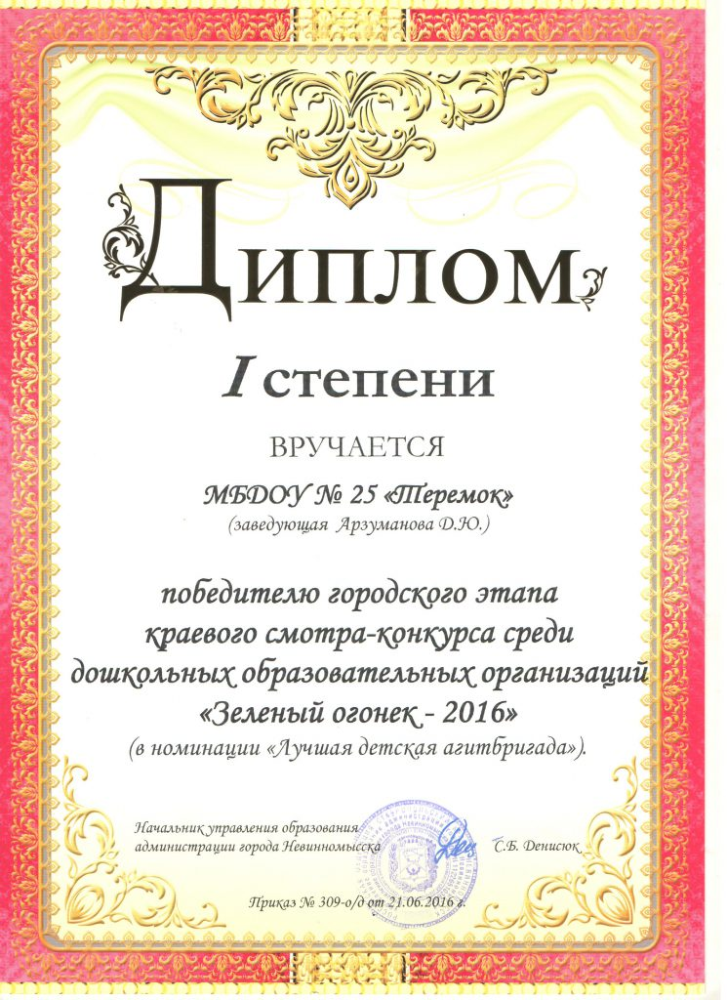 Диплом
I степени
ВРУЧАЕТСЯ
МБДОУ № 25 «Теремок»
(заведующая Арзуманова Д.Ю.)
победителю городского этапа
краевого смотра-конкурса среди
дошкольных образовательных организаций
«Зеленый огонек - 2016»
(в номинации «Лучшая детская агитбригада»).
Начальник управления образования
администрации города Невинномысска
С.Б. Денисюк
Приказ № 309-о/д от 21.06.2016 г.